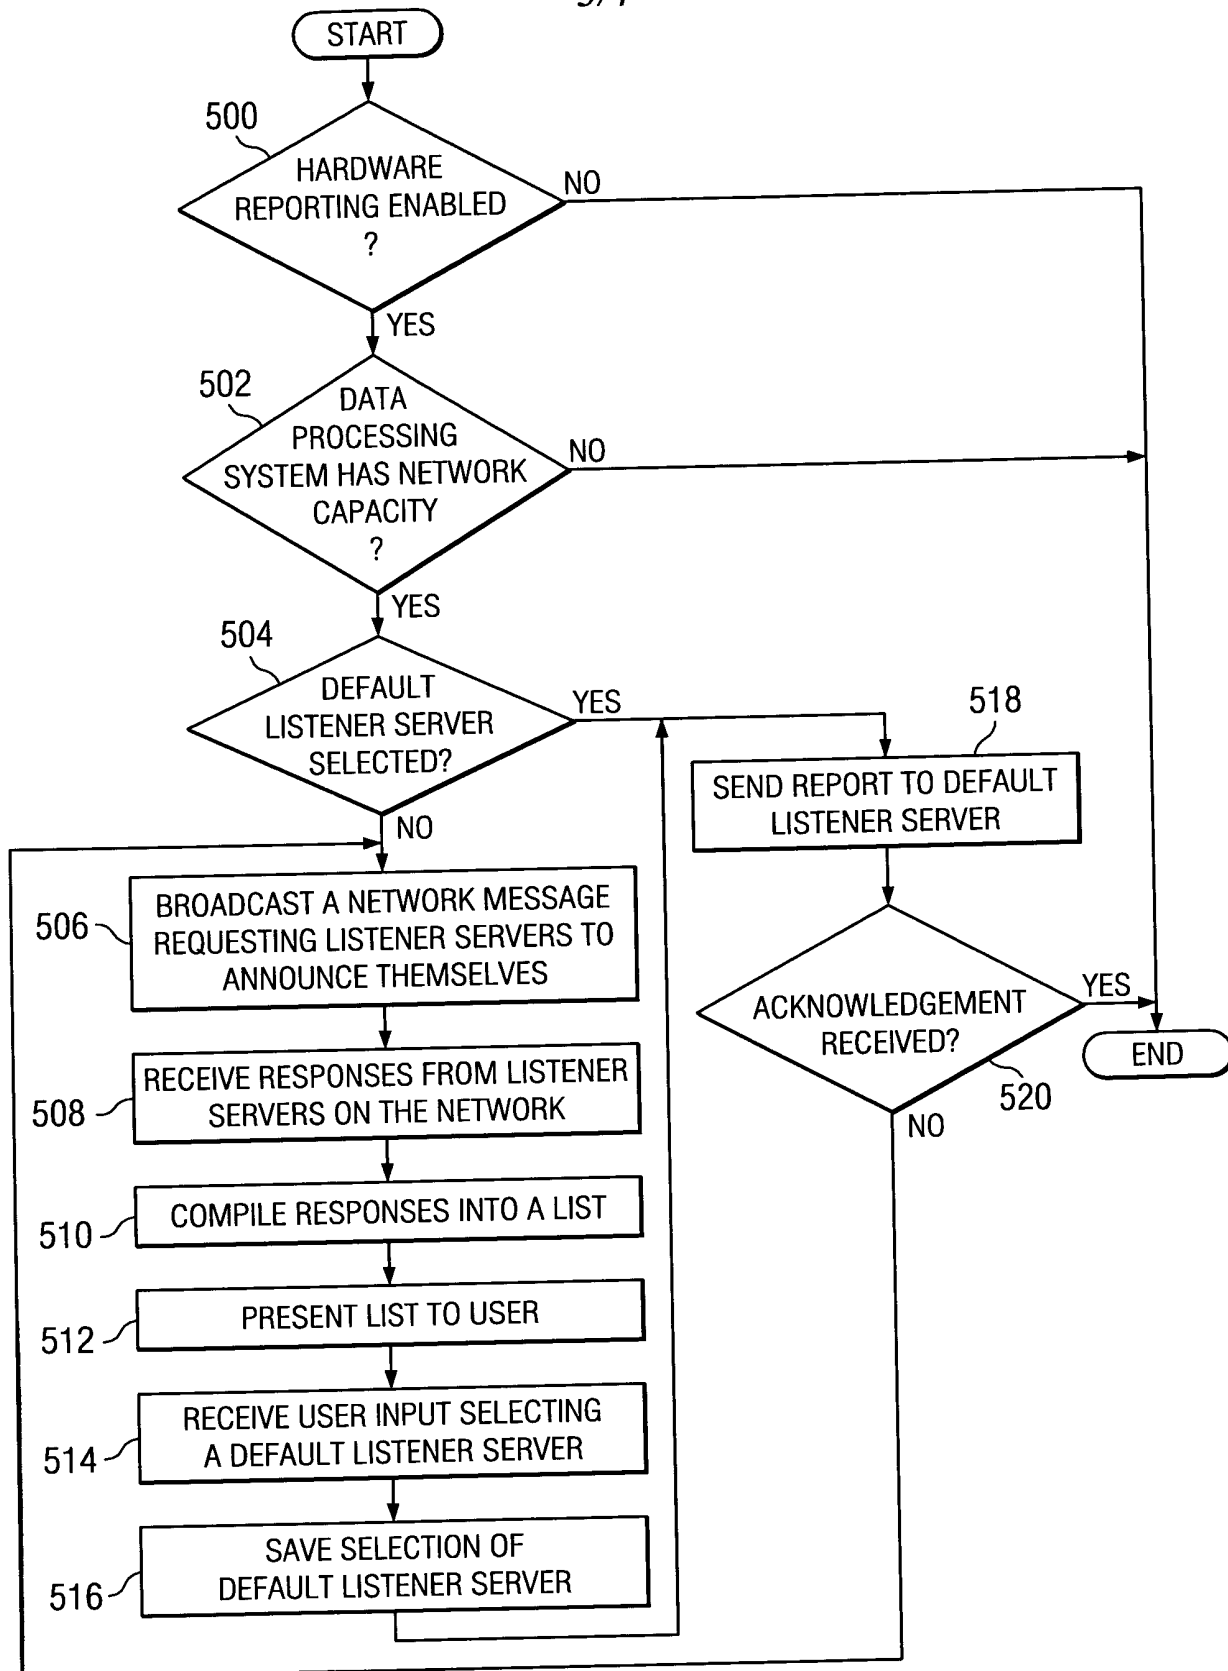 START
500
HARDWARE
REPORTING ENABLED
?
NO
YES
502
DATA
PROCESSING
SYSTEM HAS NETWORK
CAPACITY
?
NO
YES
504
DEFAULT
LISTENER SERVER
SELECTED?
YES
NO
518
SEND REPORT TO DEFAULT
LISTENER SERVER
506
BROADCAST A NETWORK MESSAGE
REQUESTING LISTENER SERVERS TO
ANNOUNCE THEMSELVES
ACKNOWLEDGEMENT
RECEIVED?
YES
END
520
NO
508
RECEIVE RESPONSES FROM LISTENER
SERVERS ON THE NETWORK
510
COMPILE RESPONSES INTO A LIST
512
PRESENT LIST TO USER
514
RECEIVE USER INPUT SELECTING
A DEFAULT LISTENER SERVER
516
SAVE SELECTION OF
DEFAULT LISTENER SERVER